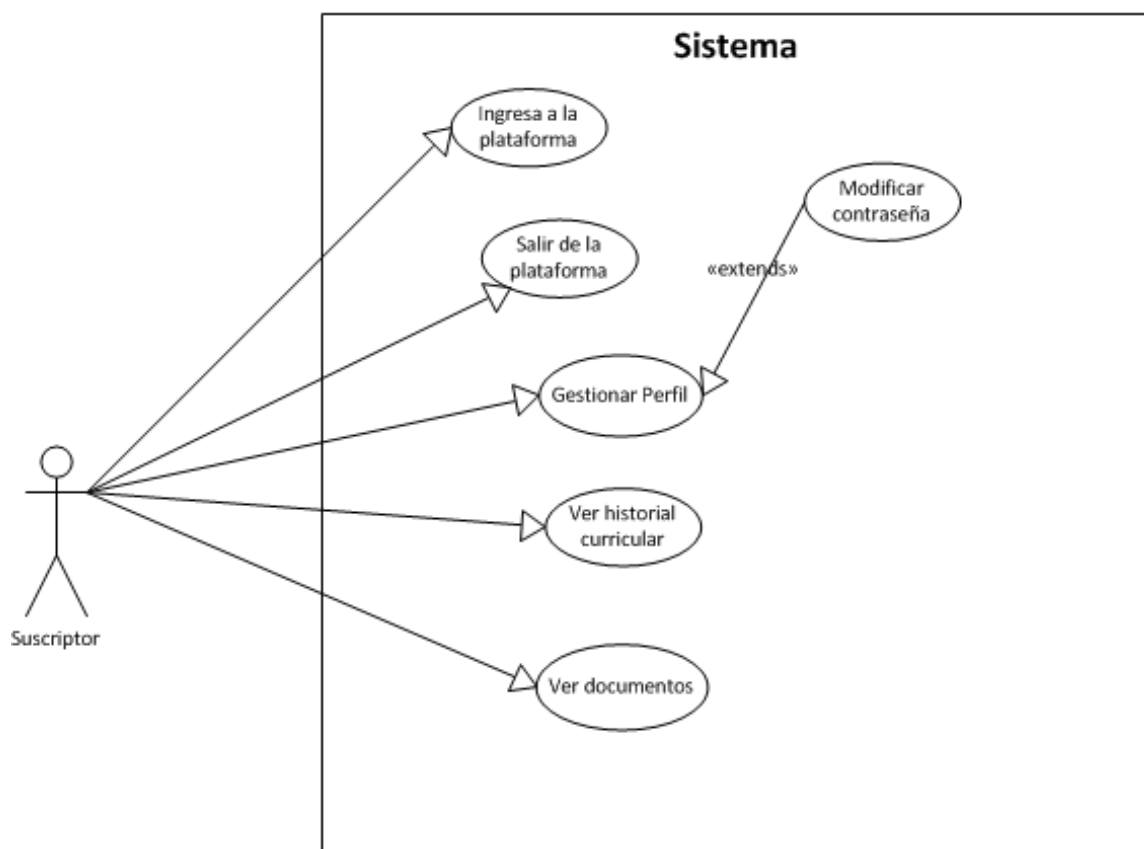 Sistema
Ingresa a la
plataforma
Modificar
contraseña
Salir de la
plataforma
«extends»
Gestionar Perfil
Ver historial
curricular
Suscriptor
Ver documentos